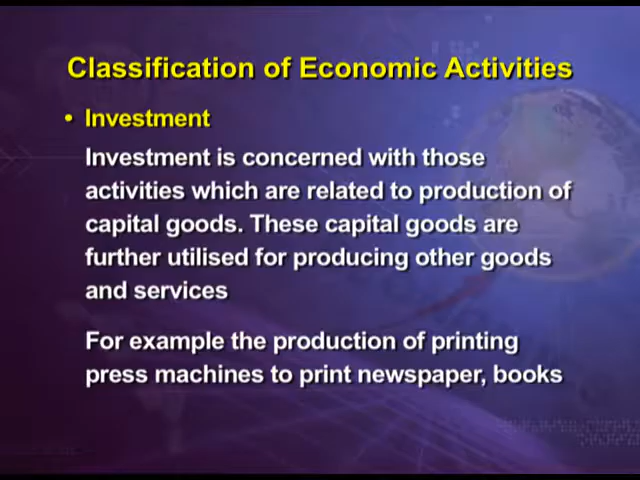 Classification of Economic Activities
• Investment
Investment is concerned with those
activities which are related to production of
capital goods. These capital goods are
further utilised for producing other goods
and services
For example the production of printing
press machines to print newspaper, books